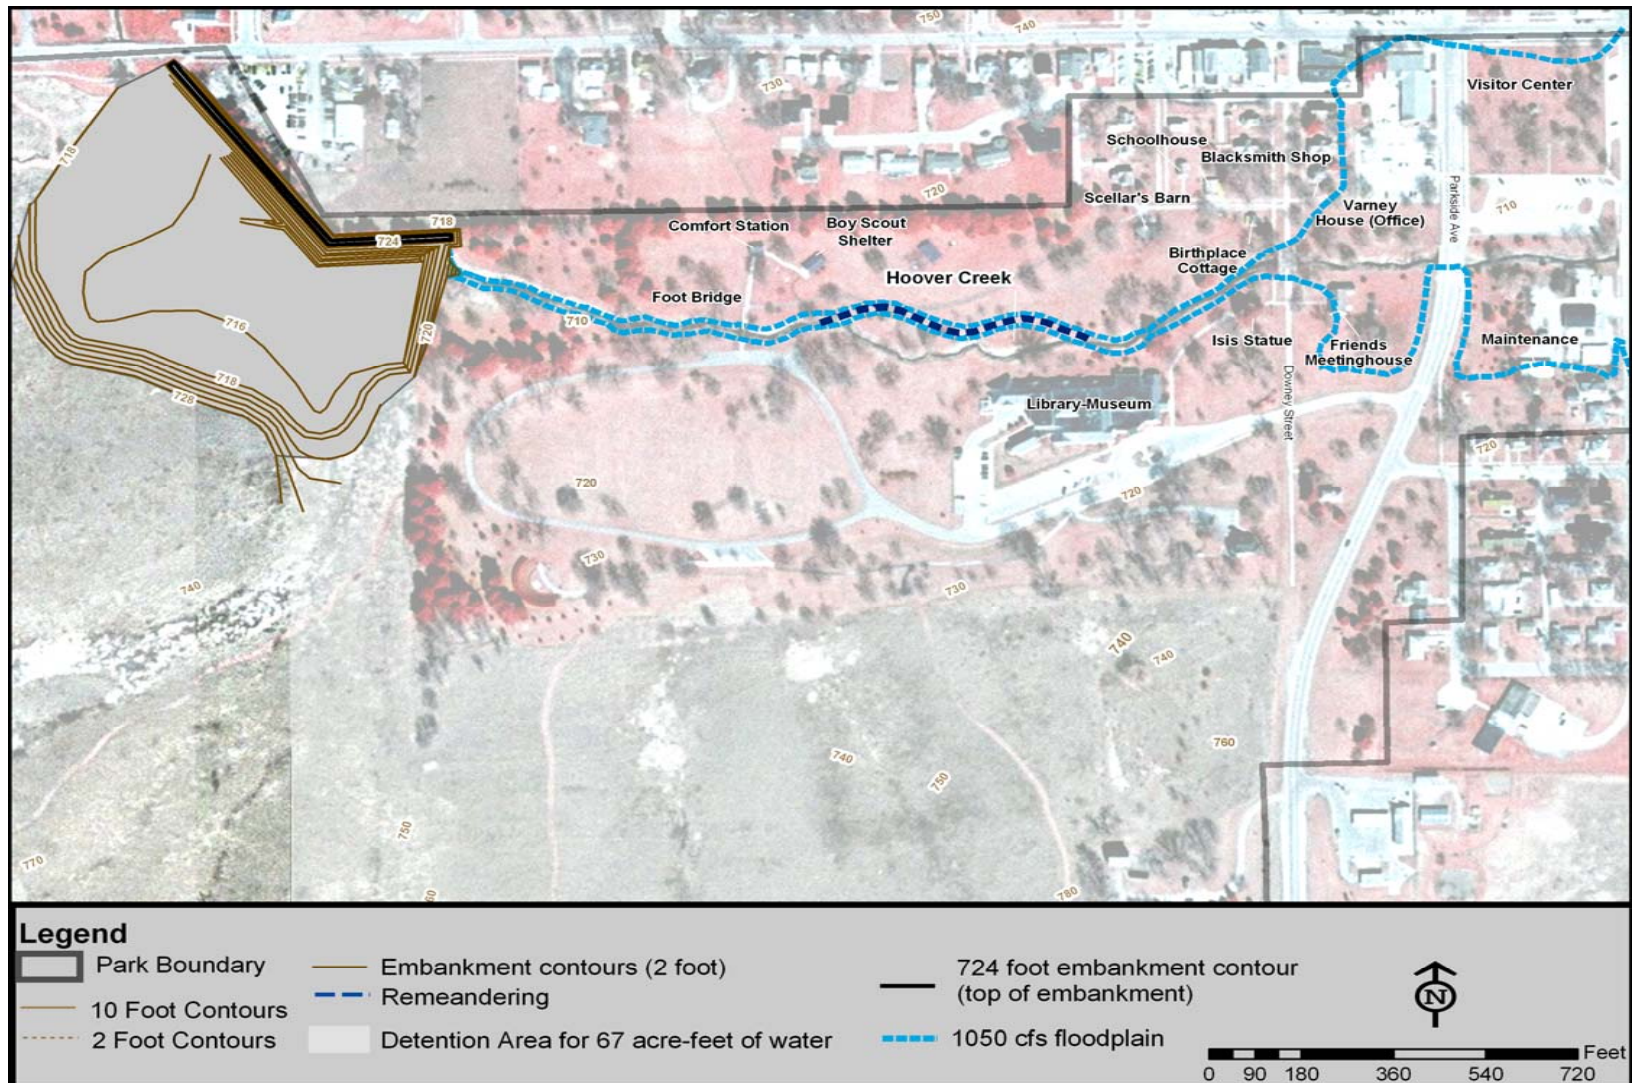 750
740
730
Visitor Center
718
Schoolhouse
Blacksmith Shop
720
Scellar's Barn
Parkside Ave
710
Varney
House (Office)
718
Comfort Station
Boy Scout
Shelter
724
Birthplace
Cottage
Hoover Creek
Foot Bridge
716
710
720
Isis Statue
Friends
Meetinghouse
Maintenance
718
728
Library-Museum
Downey Street
720
720
720
730
740
730
740
740
760
740
750
750
770
780
60
Legend
Park Boundary
10 Foot Contours
2 Foot Contours
Embankment contours (2 foot)
Remeandering
Detention Area for 67 acre-feet of water
724 foot embankment contour
(top of embankment)
1050 cfs floodplain
N
Feet
0 90 180 360 540 720